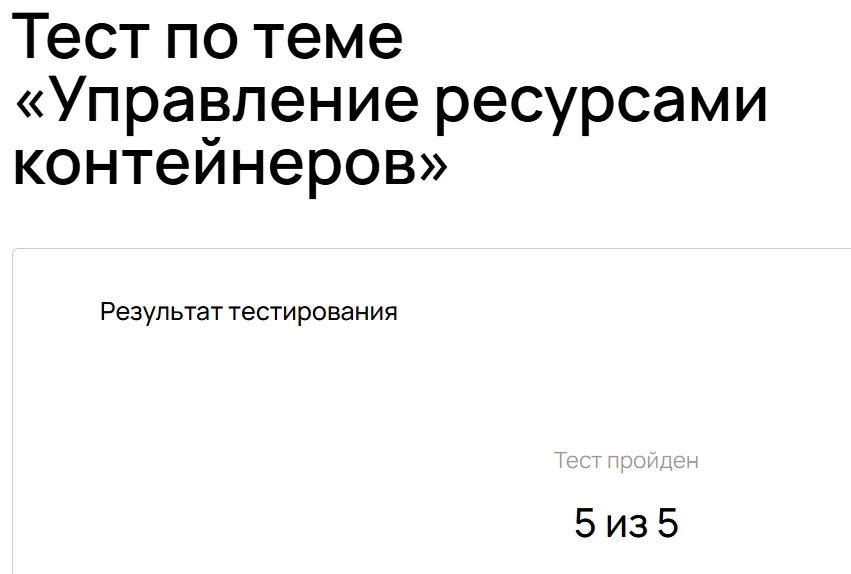 Тест по теме
«Управление ресурсами
контейнеров»
Результат тестирования
Тест пройден
5 из 5